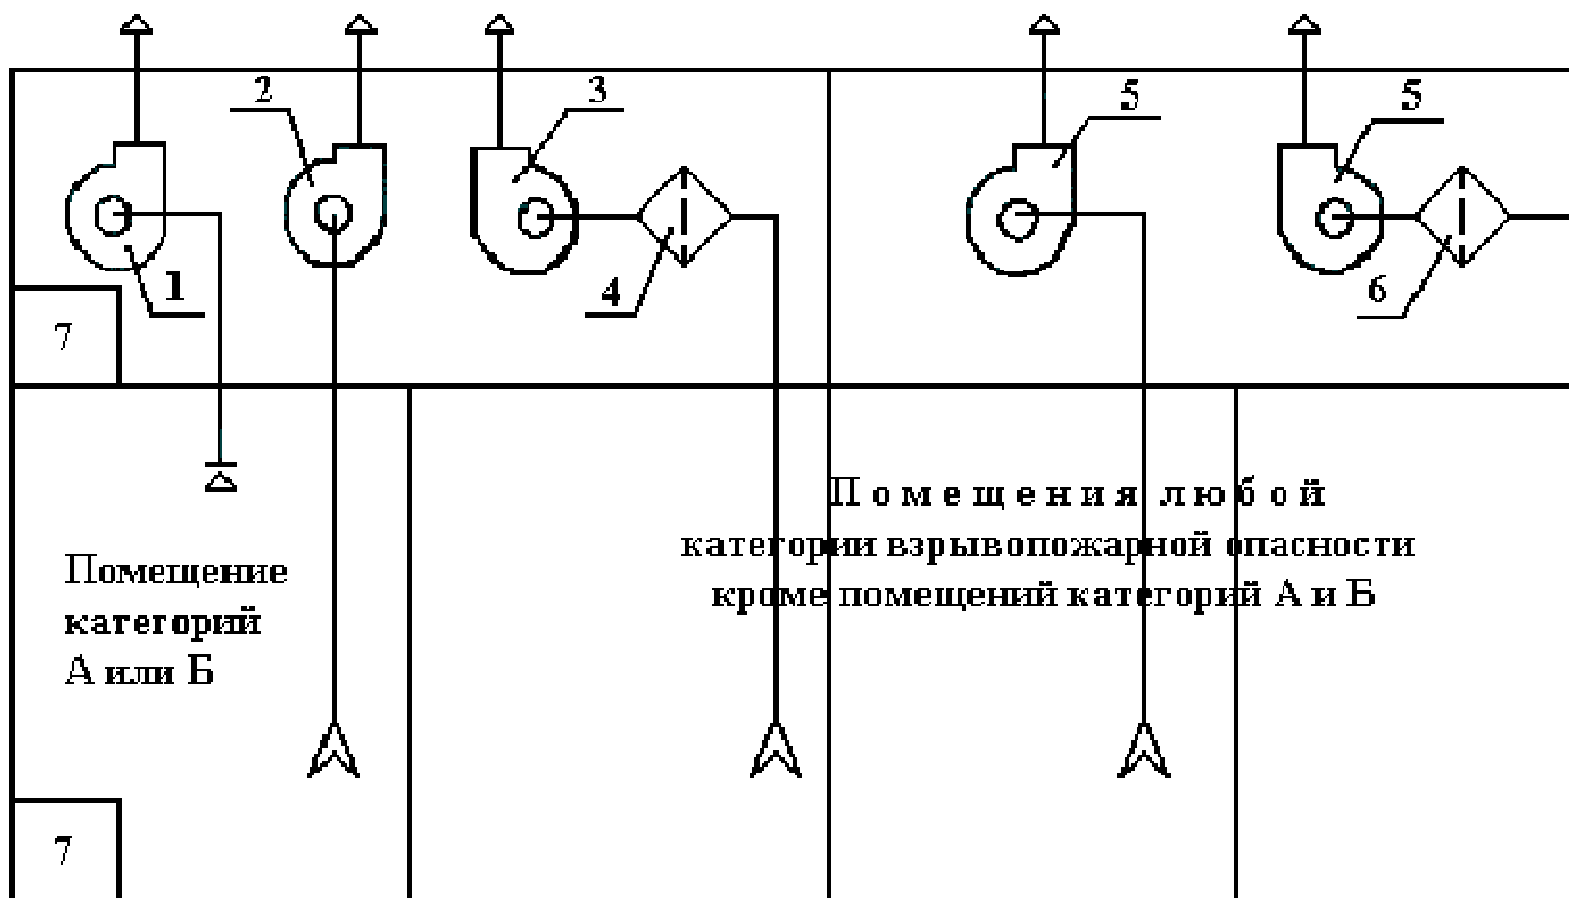 2
3
5
5
1
4
6
7
Помещения любой
категории взрывопожарной опасности
кроме помещений категорий А и Б
Помещение
категорий
А или Б
7